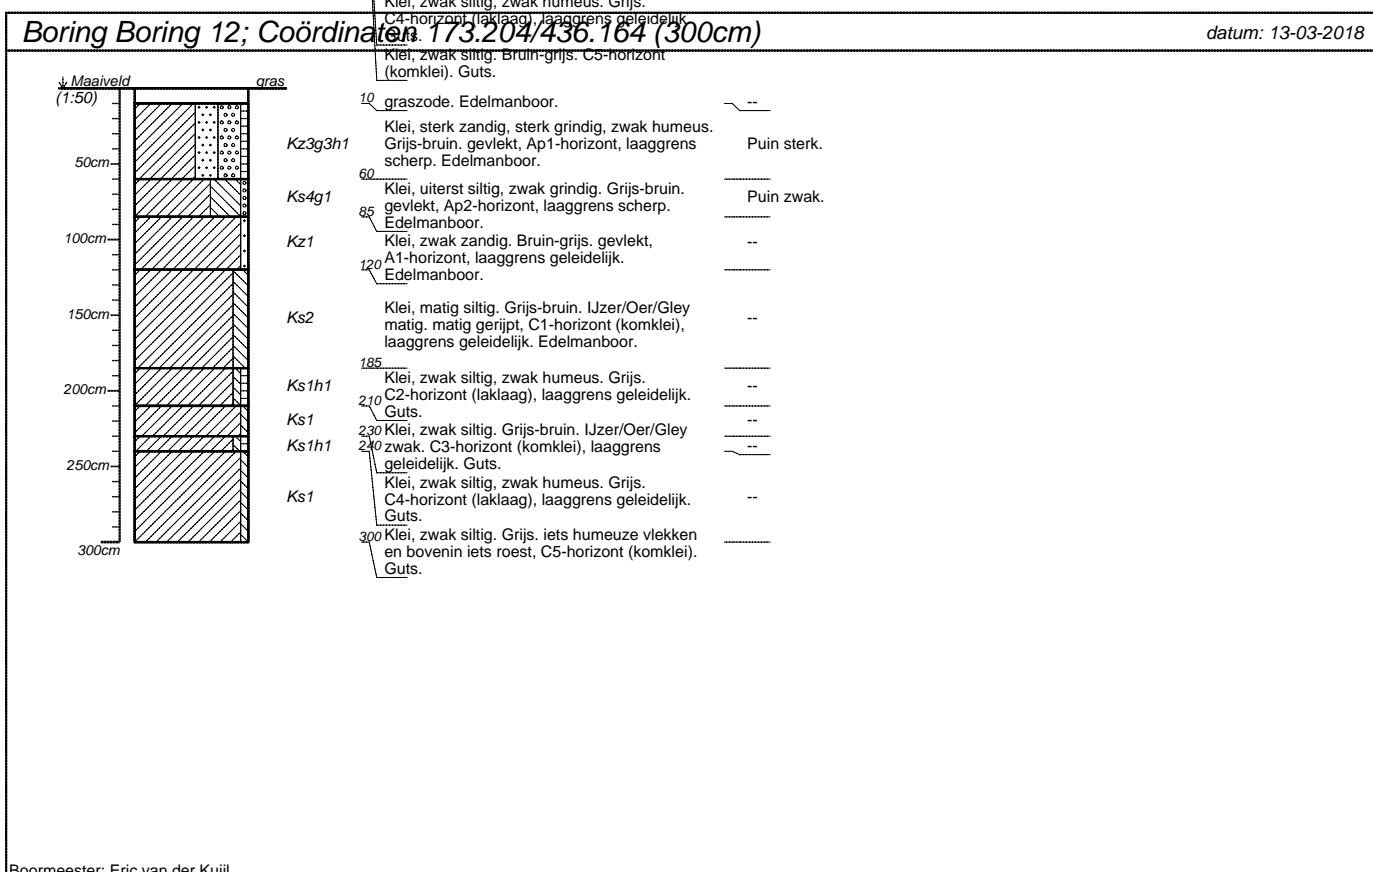 Klei, zwak siltig, zwak humeus. Grijs.
C4-horizont (laklaag), laaggrens geleidelijk.
Guts.
Boring Boring 12; Coördinaten 173.204/436.164 (300cm)
datum: 13-03-2018
Klei, zwak siltig. Bruin-grijs. C5-horizont
(komklei). Guts.
Maaiveld
gras
(1:50)
10
graszode. Edelmanboor.
--
Kz3g3h1
Klei, sterk zandig, sterk grindig, zwak humeus.
Grijs-bruin. gevlekt, Ap1-horizont, laaggrens
scherp. Edelmanboor.
Puin sterk.
50cm
60
Ks4g1
Klei, uiterst siltig, zwak grindig. Grijs-bruin.
gevlekt, Ap2-horizont, laaggrens scherp.
Edelmanboor.
Puin zwak.
85
100cm
Kz1
Klei, zwak zandig. Bruin-grijs. gevlekt,
A1-horizont, laaggrens geleidelijk.
Edelmanboor.
--
120
150cm
Ks2
Klei, matig siltig. Grijs-bruin. IJzer/Oer/Gley
matig. matig gerijpt, C1-horizont (komklei),
laaggrens geleidelijk. Edelmanboor.
--
185
200cm
Ks1h1
Klei, zwak siltig, zwak humeus. Grijs.
C2-horizont (laklaag), laaggrens geleidelijk.
Guts.
--
210
Ks1
--
230
Klei, zwak siltig. Grijs-bruin. IJzer/Oer/Gley
zwak. C3-horizont (komklei), laaggrens
geleidelijk. Guts.
Ks1h1
240
--
250cm
Klei, zwak siltig, zwak humeus. Grijs.
C4-horizont (laklaag), laaggrens geleidelijk.
Guts.
Ks1
--
300
Klei, zwak siltig. Grijs. iets humeuze vlekken
en bovenin iets roest, C5-horizont (komklei).
Guts.
300cm
Boormeester: Eric van der Kuijl